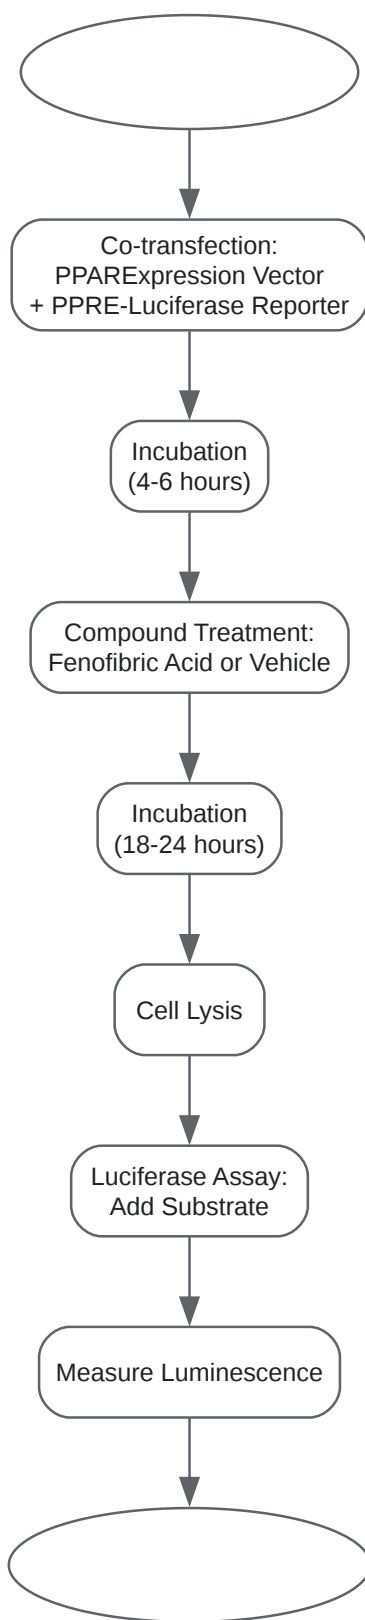 Co-transfection:
PPARExpression Vector
+ PPRE-Luciferase Reporter
Incubation
(4-6 hours)
Compound Treatment:
Fenofibric Acid or Vehicle
Incubation
(18-24 hours)
Cell Lysis
Luciferase Assay:
Add Substrate
Measure Luminescence